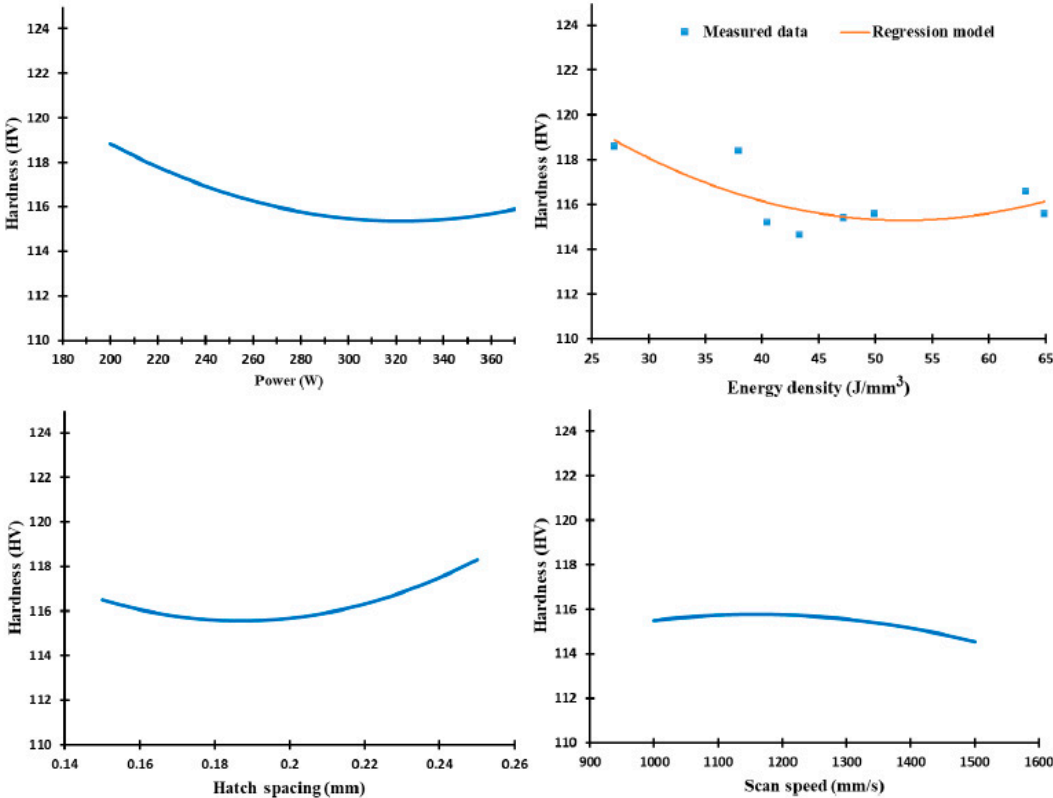 124
122
120
118
116
114
112
110
Hardness (HV)
180 200 220 240 260 280 300 320 340 360
Power (W)
Measured data Regression model
124
122
120
118
116
114
112
110
Hardness (HV)
25 30 35 40 45 50 55 60 65
Energy density (J/mm³)
124
122
120
118
116
114
112
110
Hardness (HV)
0.14 0.16 0.18 0.2 0.22 0.24 0.26
Hatch spacing (mm)
124
122
120
118
116
114
112
110
Hardness (HV)
900 1000 1100 1200 1300 1400 1500 1600
Scan speed (mm/s)